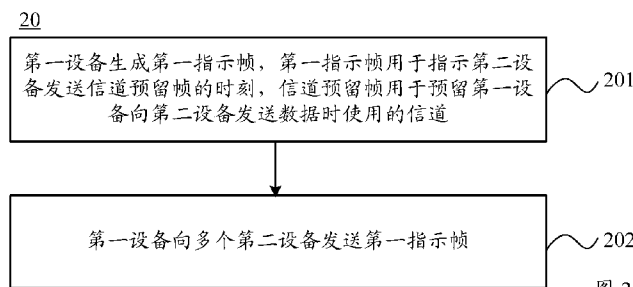 20
第一设备生成第一指示帧，第一指示帧用于指示第二设
备发送信道预留帧的时刻，信道预留帧用于预留第一设
备向第二设备发送数据时使用的信道
201
第一设备向多个第二设备发送第一指示帧
202
图 2